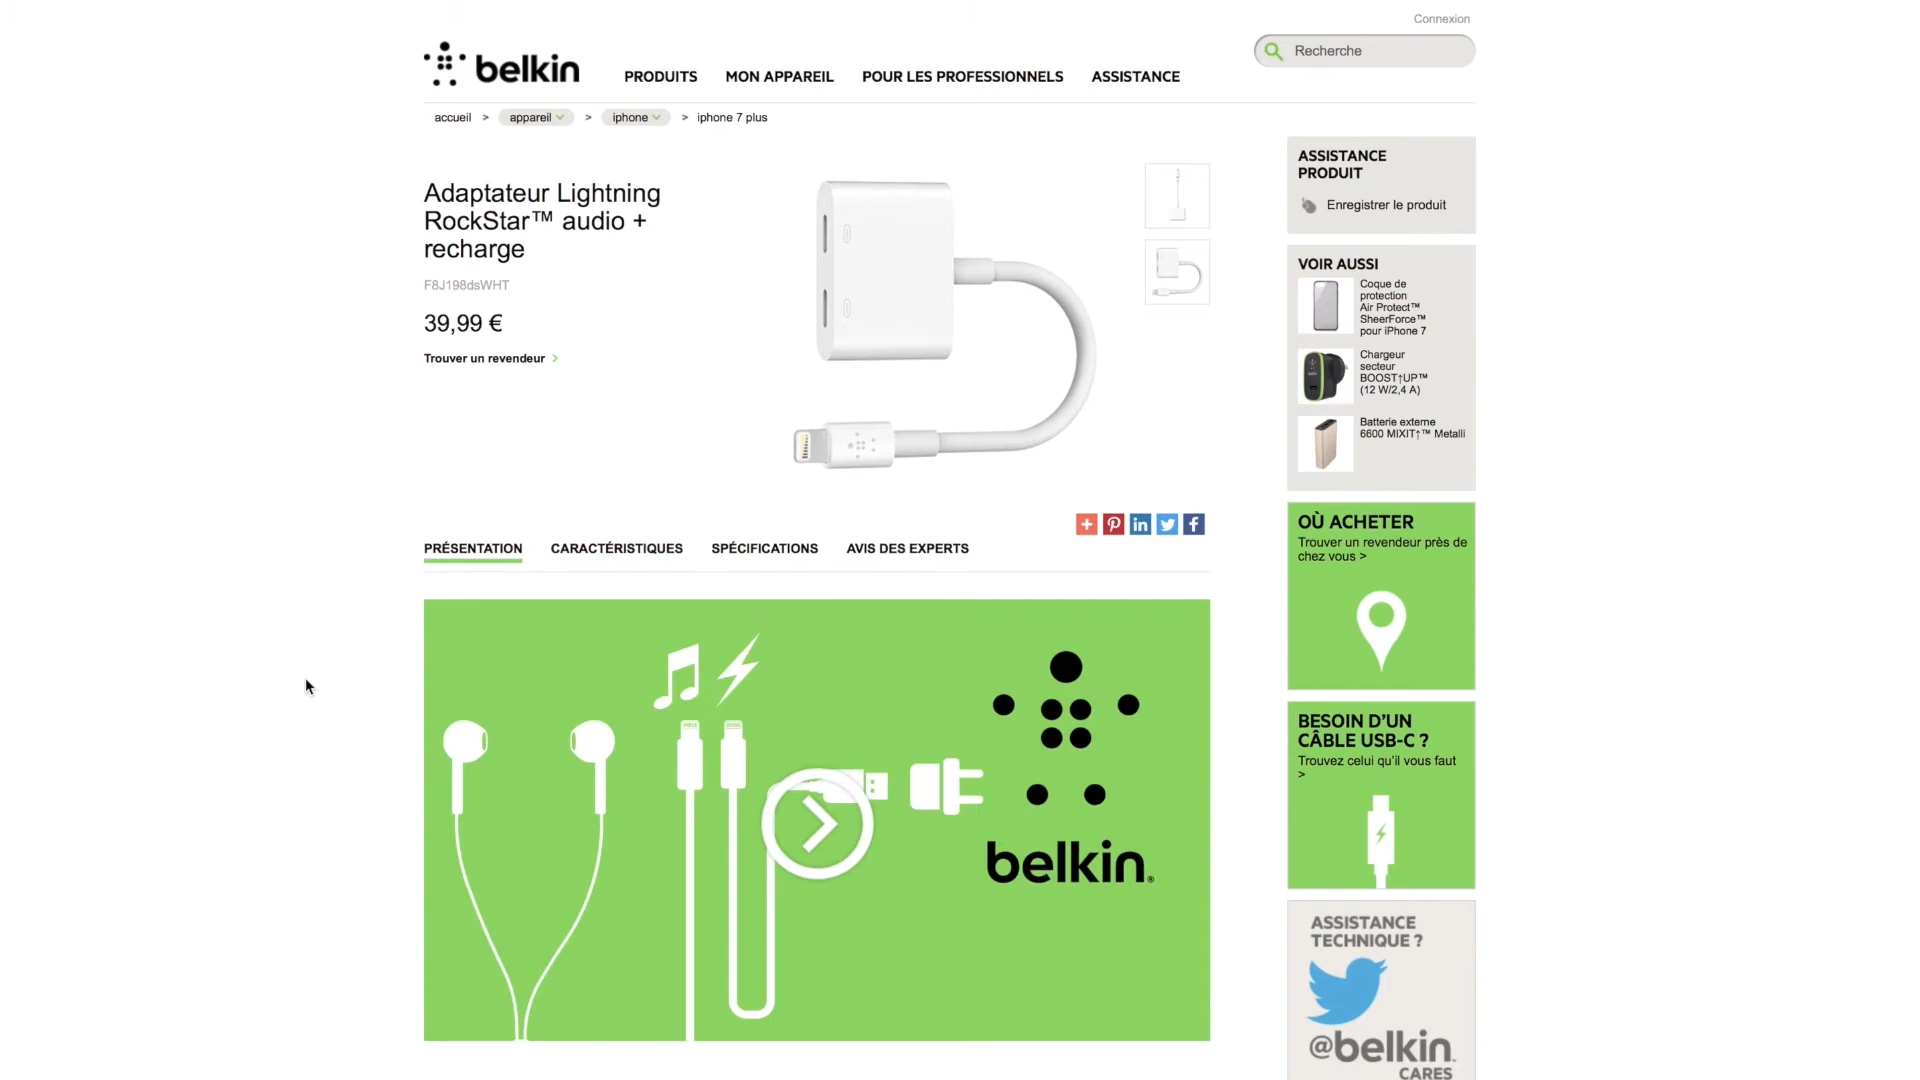 Connexion
belkin
PRODUITS
MON APPAREIL
POUR LES PROFESSIONNELS
ASSISTANCE
Recherche
accueil > appareil > iphone > iphone 7 plus
Adaptateur Lightning
RockStar™ audio +
recharge
F8J198dsWHT
39,99 €
Trouver un revendeur >
PRÉSENTATION
CARACTÉRISTIQUES
SPÉCIFICATIONS
AVIS DES EXPERTS
belkin®
ASSISTANCE
PRODUIT
Enregistrer le produit
VOIR AUSSI
Coque de
protection
Air Protect™
SheerForce™
pour iPhone 7
Chargeur
secteur
BOOST↑UP™
(12 W/2,4 A)
Batterie externe
6600 MIXIT↑™ Metalli
OÙ ACHETER
Trouver un revendeur près de
chez vous >
BESOIN D'UN
CÂBLE USB-C ?
Trouvez celui qu'il vous faut
>
ASSISTANCE
TECHNIQUE ?
@belkin™
CARES